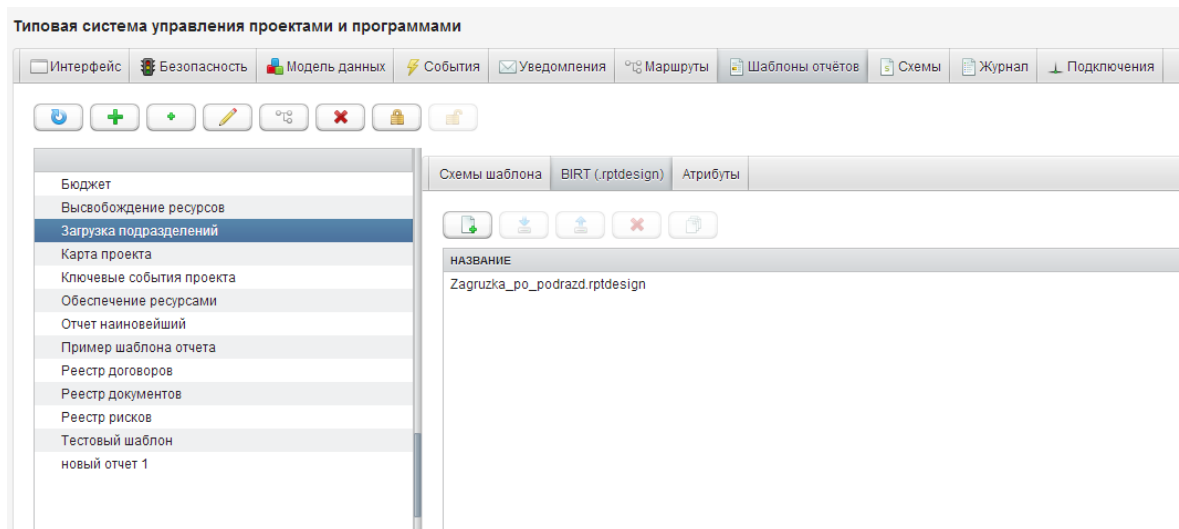 Типовая система управления проектами и программами
Интерфейс Безопасность Модель данных События Уведомления Маршруты Шаблоны отчётов Схемы Журнал Подключения
Схемы шаблона BIRT (.rptdesign) Атрибуты
Бюджет
Высвобождение ресурсов
Загрузка подразделений
Карта проекта
Ключевые события проекта
Обеспечение ресурсами
Отчет наиновейший
Пример шаблона отчета
Реестр договоров
Реестр документов
Реестр рисков
Тестовый шаблон
новый отчет 1
НАЗВАНИЕ
Zagruzka_po_podrazd.rptdesign